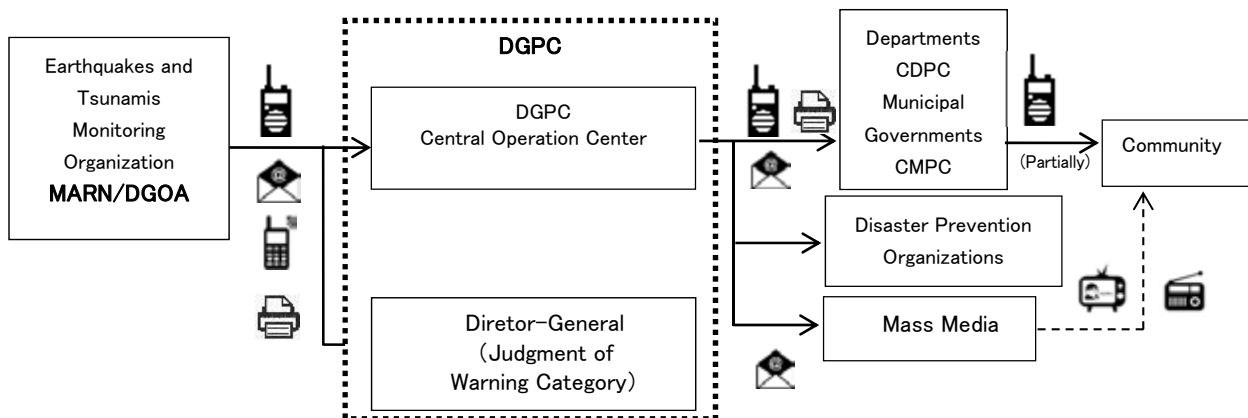 Earthquakes and
Tsunamis
Monitoring
Organization
MARN/DGOA
DGPC
DGPC
Central Operation Center
Diretor-General
(Judgment of
Warning Category)
Departments
CDPC
Municipal
Governments
CMPC
(Partially)
Community
Disaster Prevention
Organizations
Mass Media